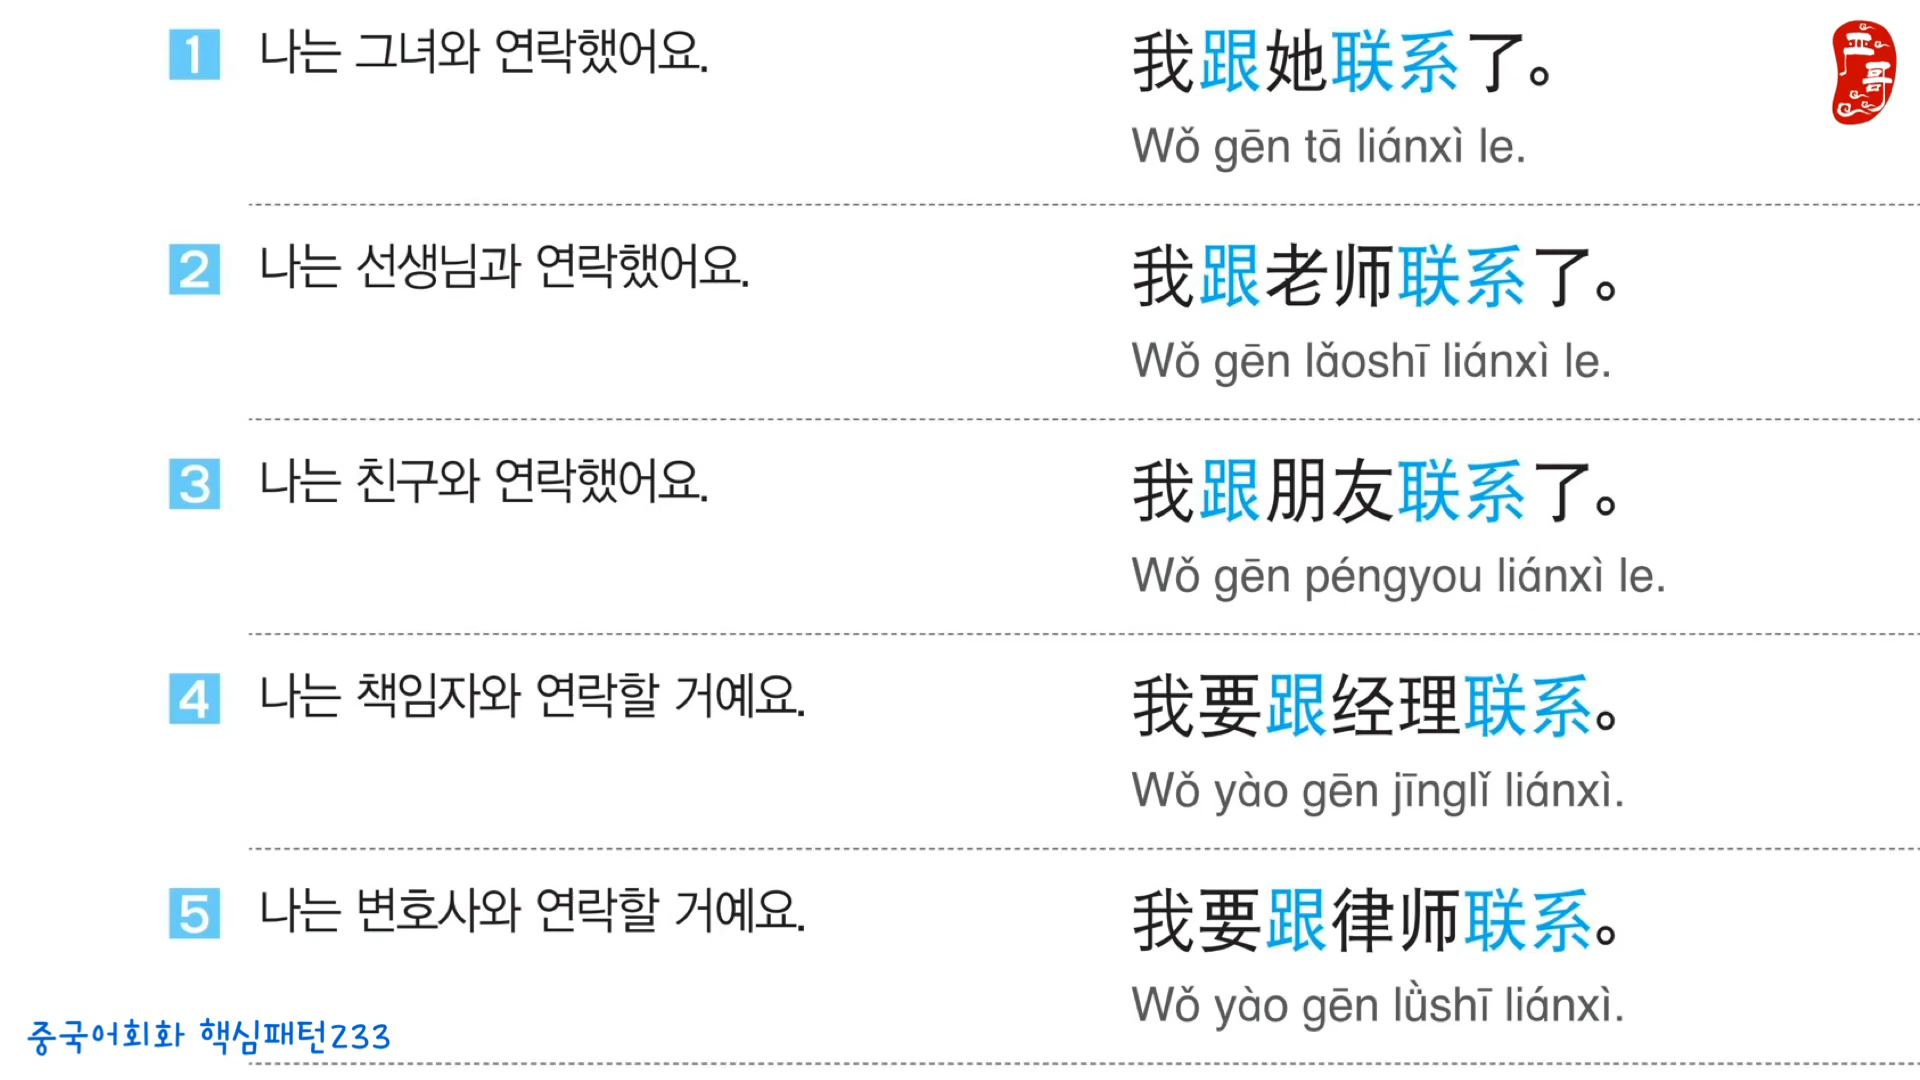 1 나는 그녀와 연락했어요.
我跟她联系了。
Wǒ gēn tā liánxì le.
2 나는 선생님과 연락했어요.
我跟老师联系了。
Wǒ gēn lǎoshī liánxì le.
3 나는 친구와 연락했어요.
我跟朋友联系了。
Wǒ gēn péngyou liánxì le.
4 나는 책임자와 연락할 거예요.
我要跟经理联系。
Wǒ yào gēn jīnglǐ liánxì.
5 나는 변호사와 연락할 거예요.
我要跟律师联系。
Wǒ yào gēn lǜshī liánxì.
중국어회화 핵심패턴233